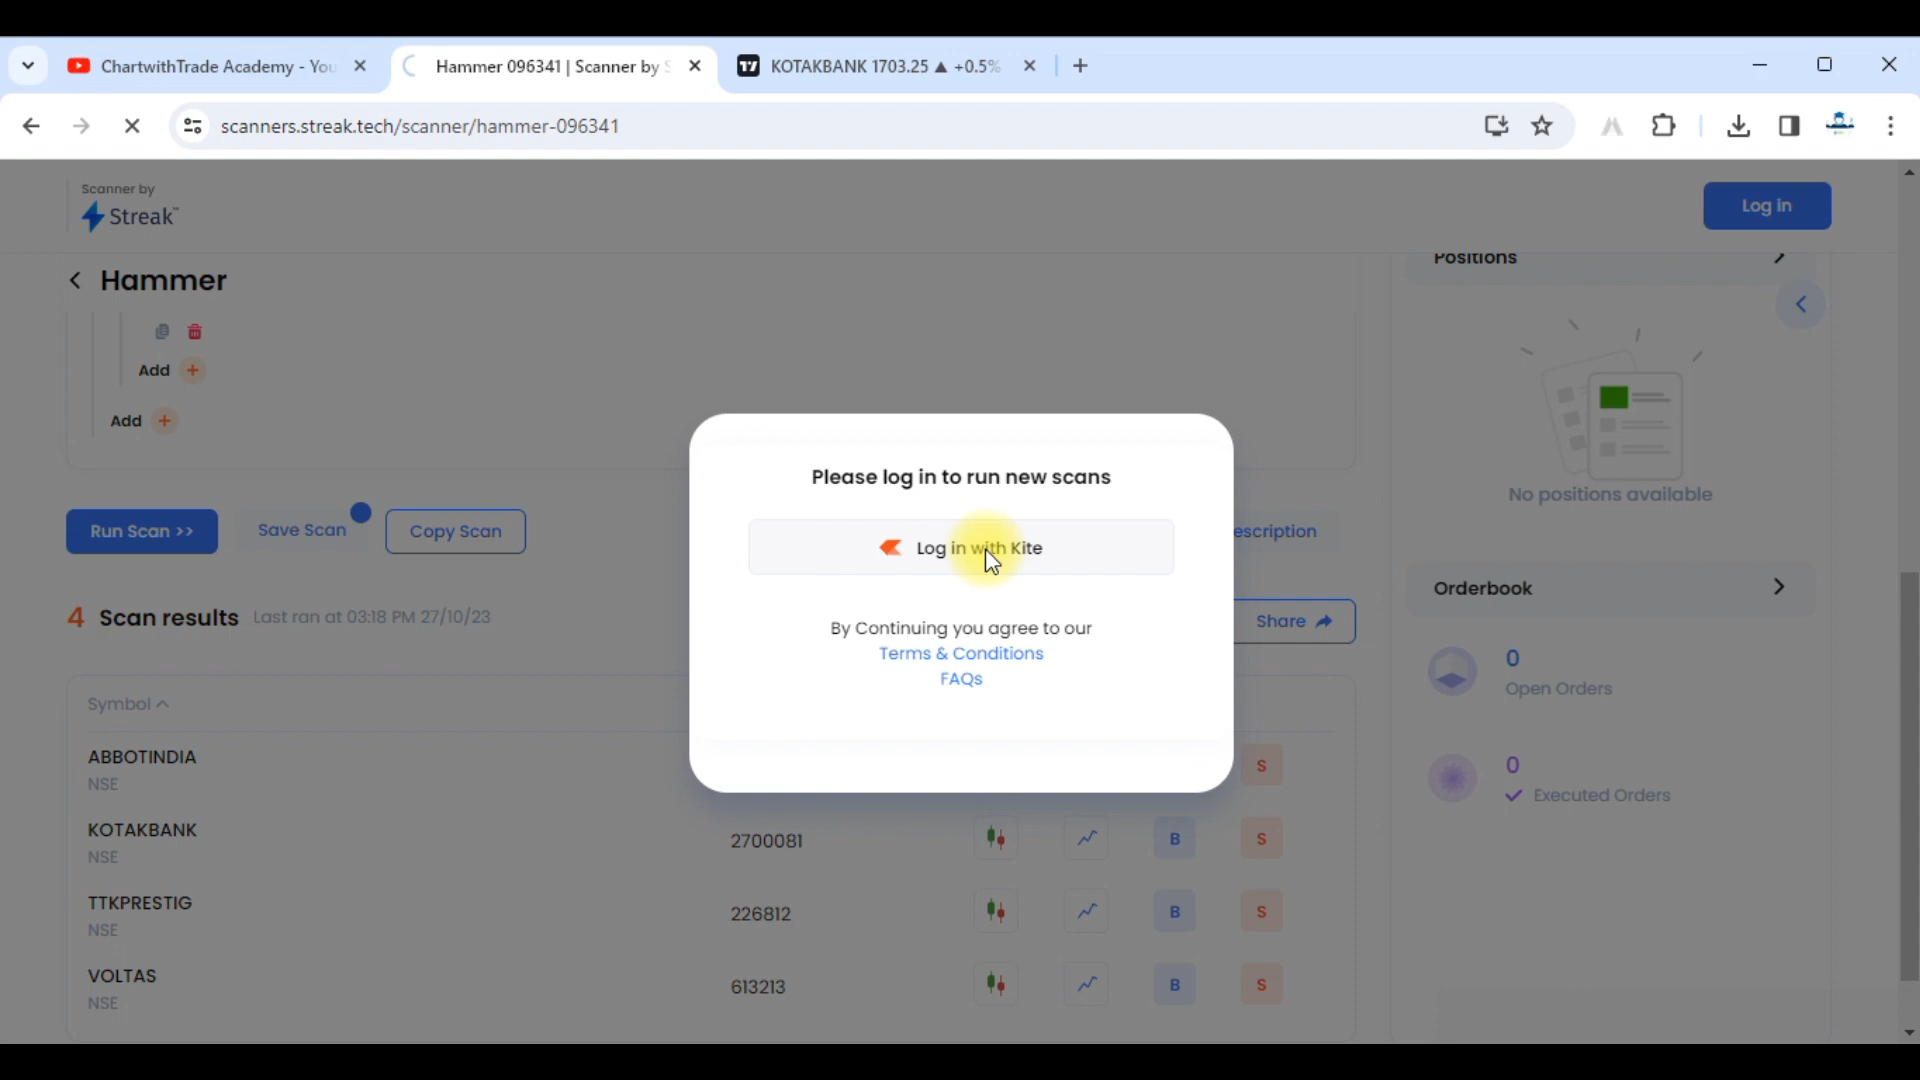 ChartwithTrade Academy - You
Hammer 096341 | Scanner by S
KOTAKBANK 1703.25 ▲ +0.5%
scanners.streak.tech/scanner/hammer-096341
Scanner by
Streak™
Log in
Hammer
Positions
Add +
Add +
No positions available
Please log in to run new scans
Run Scan >>
Save Scan
Copy Scan
Log in with Kite
escription
Orderbook
4 Scan results Last ran at 03:18 PM 27/10/23
Share
By Continuing you agree to our
Terms & Conditions
FAQs
0
Open Orders
Symbol
ABBOTINDIA
NSE
S
0
Executed Orders
KOTAKBANK
NSE
2700081
B
S
TTKPRESTIG
NSE
226812
B
S
VOLTAS
NSE
613213
B
S